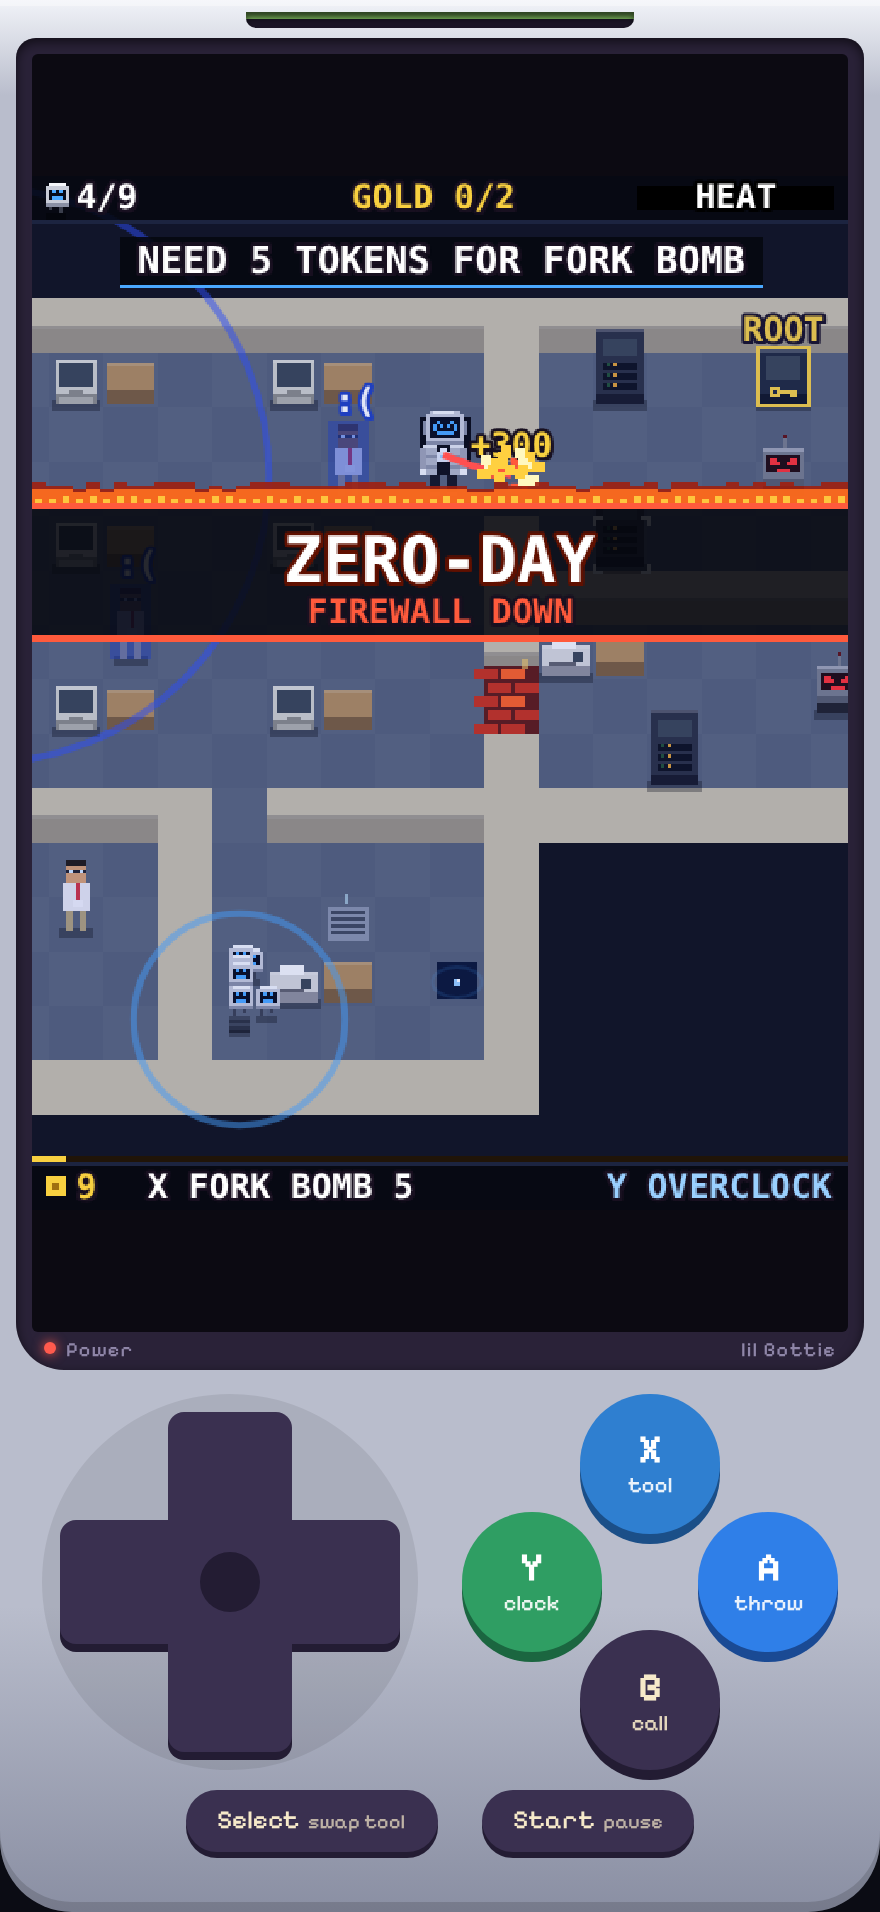 4/9 GOLD 0/2 HEAT
NEED 5 TOKENS FOR FORK BOMB
ROOT
:(
+300
:(
ZERO-DAY
FIREWALL DOWN
9 X FORK BOMB 5 Y OVERCLOCK
Power lil Bottie
X
tool
Y
clock
A
throw
B
call
Select swap tool
Start pause